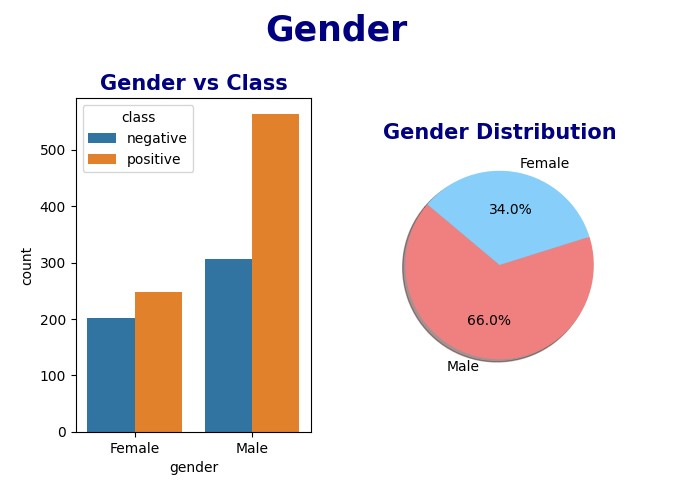 Gender
Gender vs Class
class
negative
positive
500
400
300
200
100
0
count
Female
Male
gender
Gender Distribution
Female
34.0%
66.0%
Male